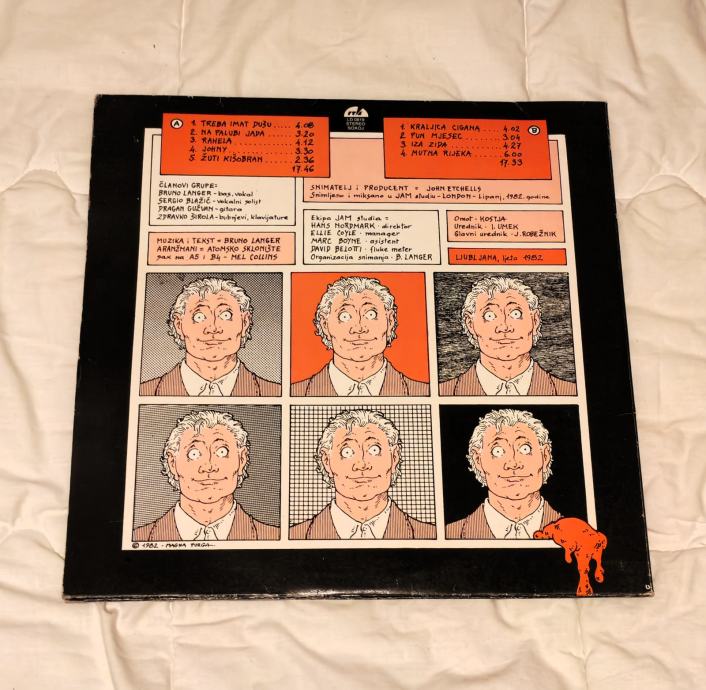 A
1. TREBA IMAT DUŠU..... 4.08
2. NA PALUBI JADA... 3.20
3. RAHELA........ 4.12
4. JOHNY......... 3.30
5. ŽUTI KIŠOBRAN... 2.36
17.46
RTVL
LD 0819
STEREO
SOKOJ
B
1. KRALJICA CIGANA.... 4.02
2. PUN MJESEC....... 3.04
3. IZA ZIDA......... 4.27
4. MUTNA RIJEKA..... 6.00
17.33
ČLANOVI GRUPE:
BRUNO LANGER - bas, vokal
SERGIO BLAŽIĆ - vokalni solist
DRAGAN GUŽVAN - gitara
ZDRAVKO ŠIROLA - bubnjevi, klavijature
SNIMATELJ i PRODUCENT = JOHN ETCHELLS
Snimljeno i miksano u JAM studiu - LONDON - Lipanj, 1982. godine
MUZIKA i TEKST = BRUNO LANGER
ARANŽMANI = ATOMSKO SKLONIŠTE
sax na A5 i B4 - MEL COLLINS
Ekipa JAM studia =
HANS NORDMARK - direktor
ELLIE COYLE - manager
MARC BOYNE - asistent
DAVID BELOTTI - fluke meter
Organizacija snimanja - B. LANGER
Omot - KOSTJA
Urednik - I. UMEK
Glavni urednik - J. ROBEŽNIK
LJUBLJANA, ljeto 1982
© 1982 - MAGNA PURGA